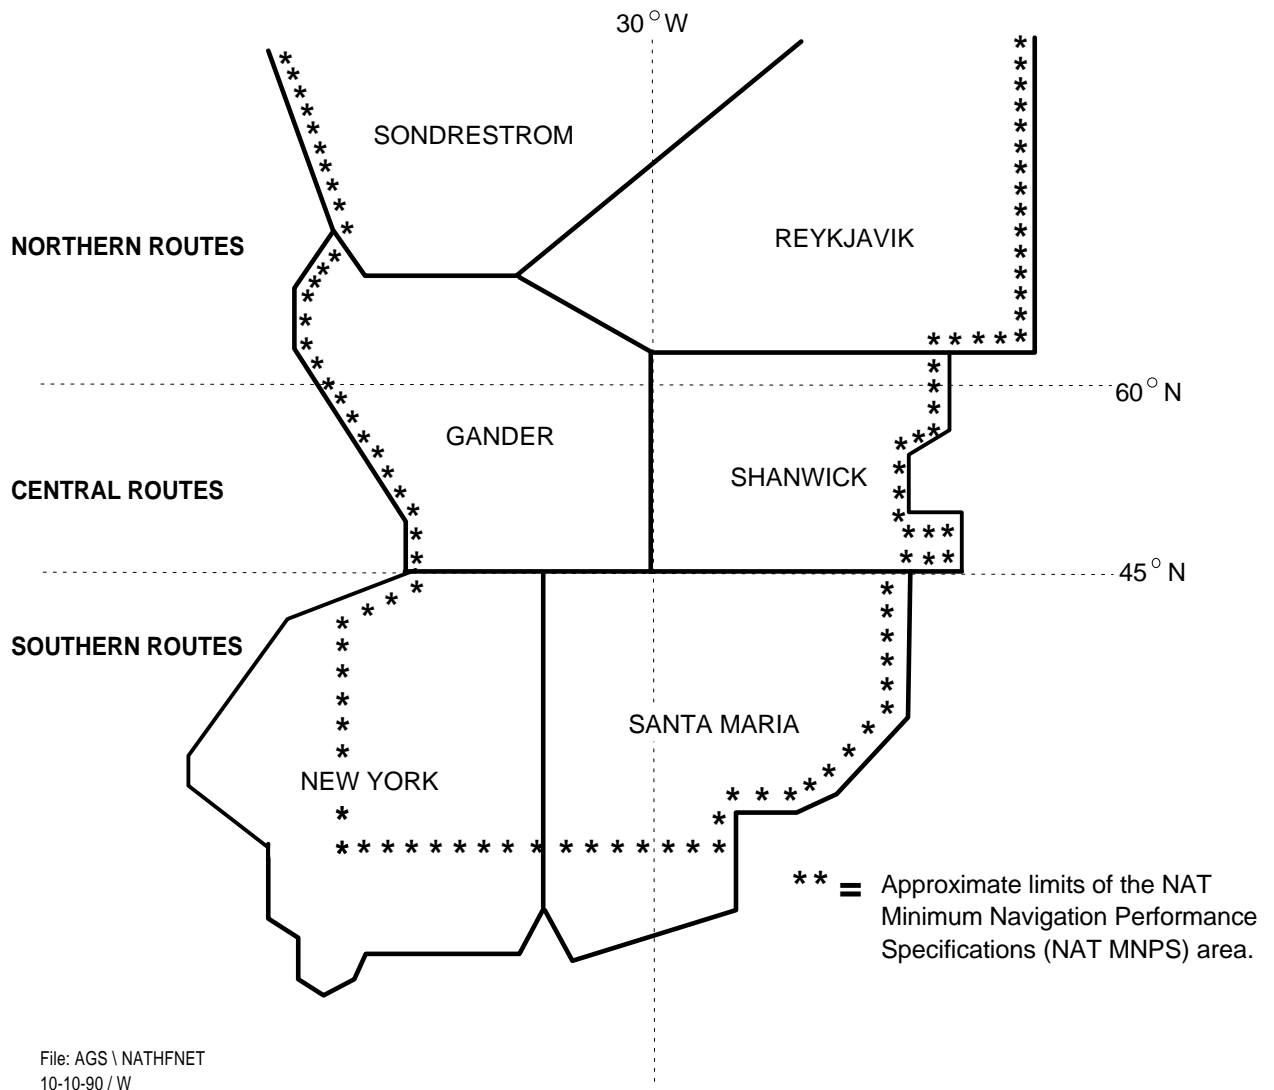 30° W
SONDRESTROM
REYKJAVIK
NORTHERN ROUTES
60° N
GANDER
SHANWICK
CENTRAL ROUTES
45° N
SOUTHERN ROUTES
SANTA MARIA
NEW YORK
** = Approximate limits of the NAT
Minimum Navigation Performance
Specifications (NAT MNPS) area.
File: AGS \ NATHFNET
10-10-90 / W